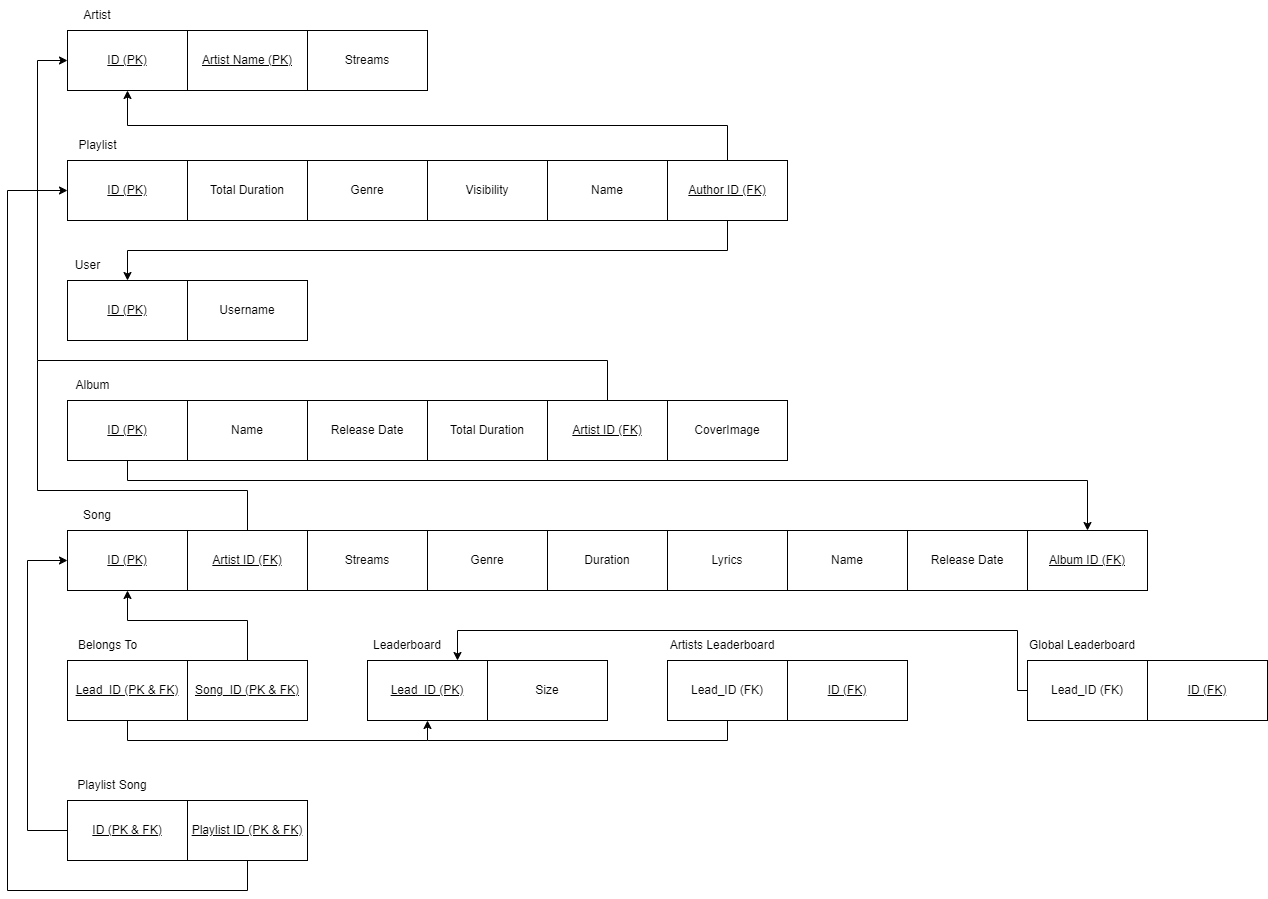 Artist
ID (PK) Artist Name (PK) Streams
Playlist
ID (PK) Total Duration Genre Visibility Name Author ID (FK)
User
ID (PK) Username
Album
ID (PK) Name Release Date Total Duration Artist ID (FK) CoverImage
Song
ID (PK) Artist ID (FK) Streams Genre Duration Lyrics Name Release Date Album ID (FK)
Belongs To Leaderboard Artists Leaderboard Global Leaderboard
Lead_ID (PK & FK) Song_ID (PK & FK) Lead_ID (PK) Size Lead_ID (FK) ID (FK) Lead_ID (FK) ID (FK)
Playlist Song
ID (PK & FK) Playlist ID (PK & FK)